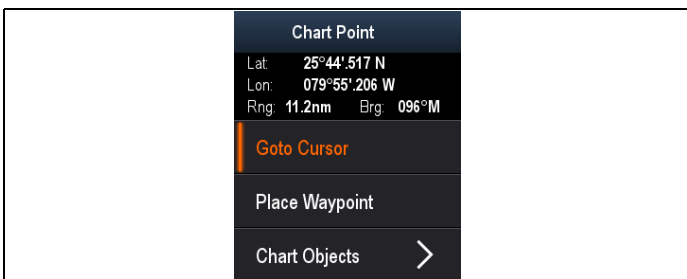 Chart Point
Lat: 25°44'.517 N
Lon: 079°55'.206 W
Rng: 11.2nm Brg: 096°M
Goto Cursor
Place Waypoint
Chart Objects